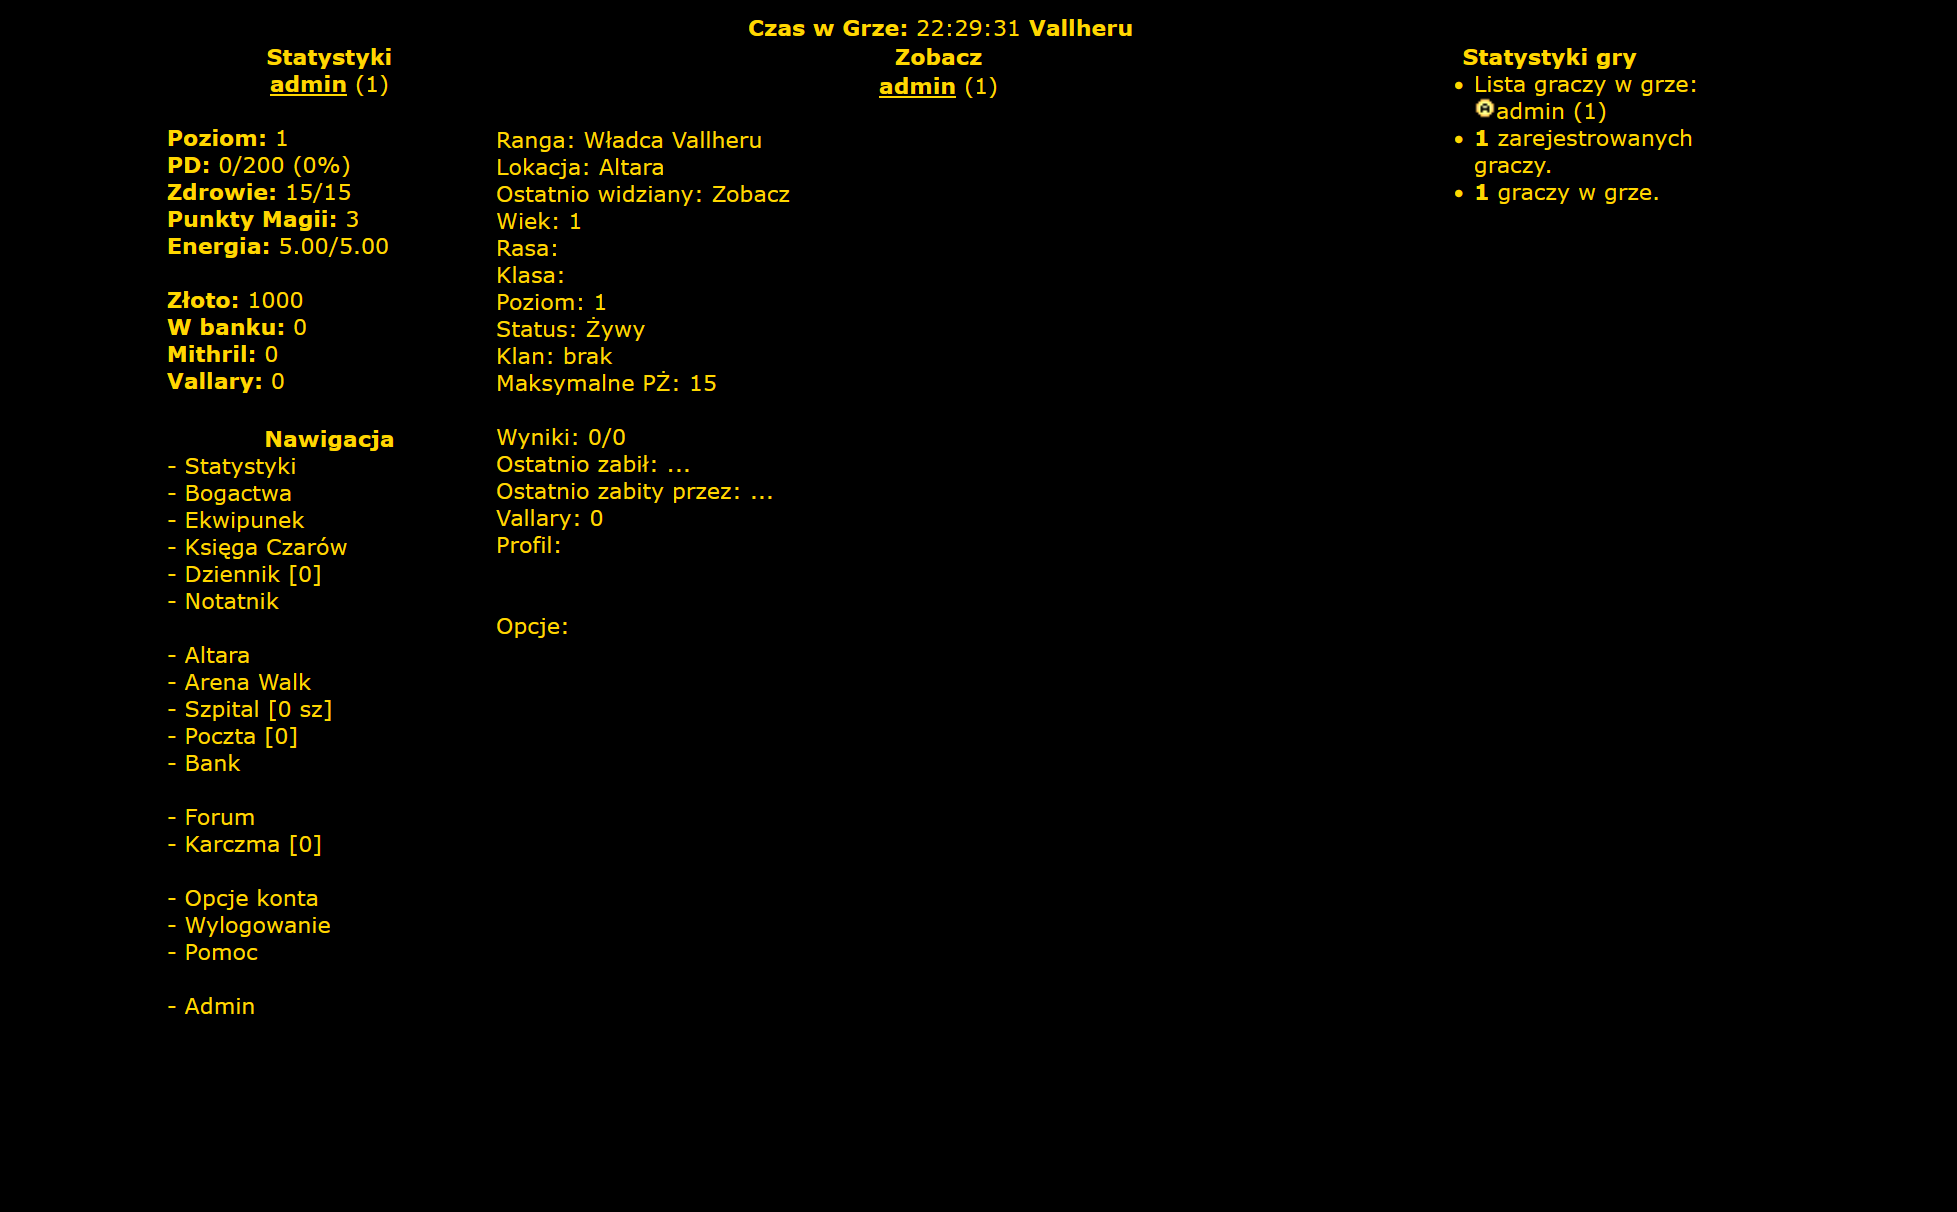 Czas w Grze: 22:29:31 Vallheru
Statystyki
admin (1)
Poziom: 1
PD: 0/200 (0%)
Zdrowie: 15/15
Punkty Magii: 3
Energia: 5.00/5.00
Złoto: 1000
W banku: 0
Mithril: 0
Vallary: 0
Nawigacja
- Statystyki
- Bogactwa
- Ekwipunek
- Księga Czarów
- Dziennik [0]
- Notatnik
- Altara
- Arena Walk
- Szpital [0 sz]
- Poczta [0]
- Bank
- Forum
- Karczma [0]
- Opcje konta
- Wylogowanie
- Pomoc
- Admin
Zobacz
admin (1)
Ranga: Władca Vallheru
Lokacja: Altara
Ostatnio widziany: Zobacz
Wiek: 1
Rasa:
Klasa:
Poziom: 1
Status: Żywy
Klan: brak
Maksymalne PŻ: 15
Wyniki: 0/0
Ostatnio zabił: ...
Ostatnio zabity przez: ...
Vallary: 0
Profil:
Opcje:
Statystyki gry
• Lista graczy w grze:
admin (1)
• 1 zarejestrowanych
graczy.
• 1 graczy w grze.